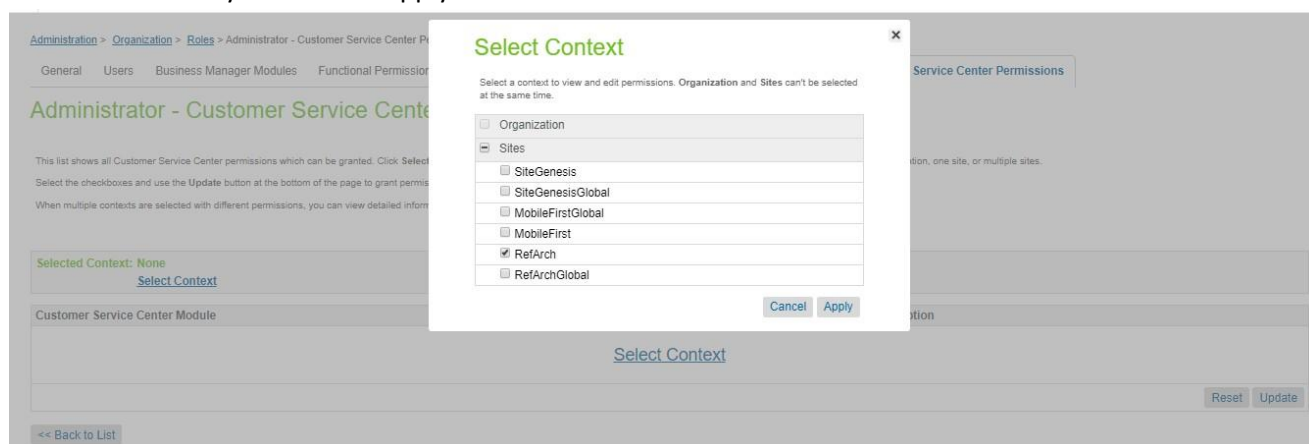 Administration > Organization > Roles > Administrator - Customer Service Center Pe
General Users Business Manager Modules Functional Permission
Service Center Permissions
Administrator - Customer Service Cente
This list shows all Customer Service Center permissions which can be granted. Click Select
tion, one site, or multiple sites.
Select the checkboxes and use the Update button at the bottom of the page to grant permis
When multiple contexts are selected with different permissions, you can view detailed inform
Selected Context: None
Select Context
Customer Service Center Module
ption
Select Context
Reset Update
<< Back to List
Select Context
×
Select a context to view and edit permissions. Organization and Sites can't be selected
at the same time.
Organization
Sites
SiteGenesis
SiteGenesisGlobal
MobileFirstGlobal
MobileFirst
RefArch
RefArchGlobal
Cancel Apply